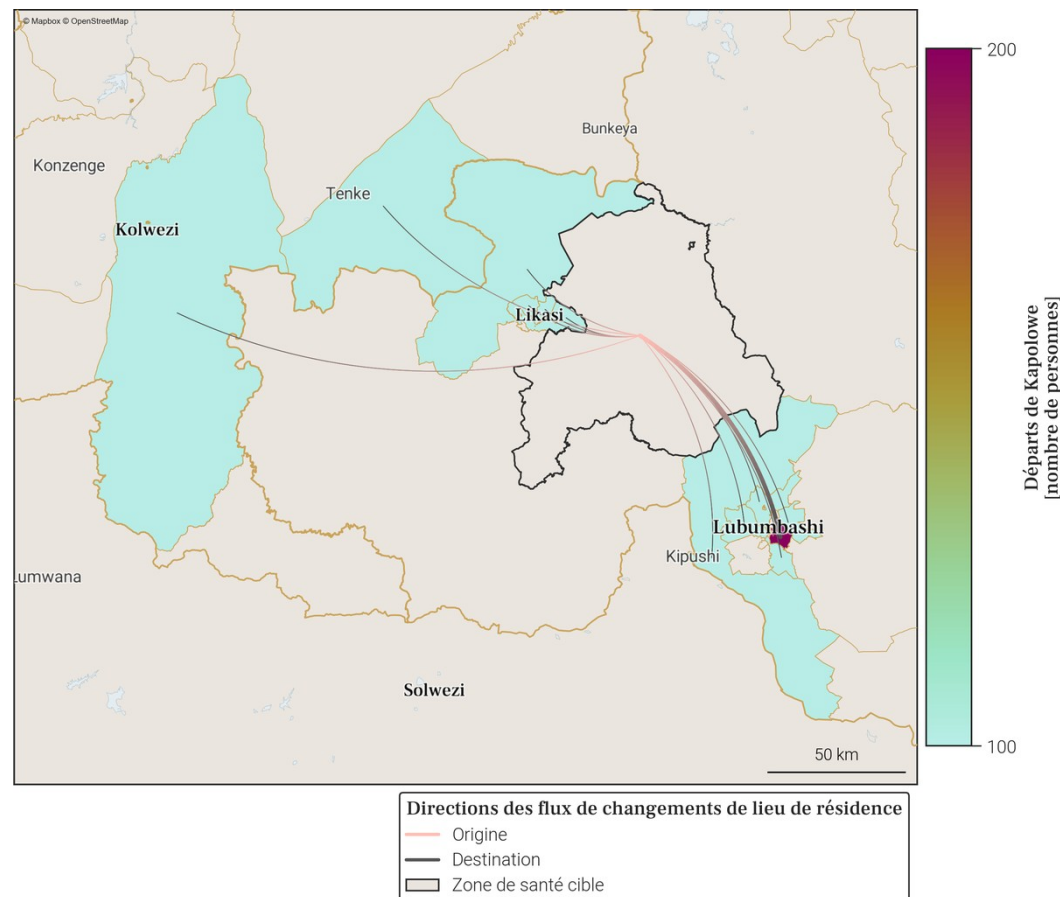 © Mapbox © OpenStreetMap
Bunkeya
Konzenge
Tenke
Kolwezi
Likasi
Lubumbashi
Kipushi
Lumwana
Solwezi
50 km
200
100
Départs de Kapolowe
[nombre de personnes]
Directions des flux de changements de lieu de résidence
Origine
Destination
Zone de santé cible